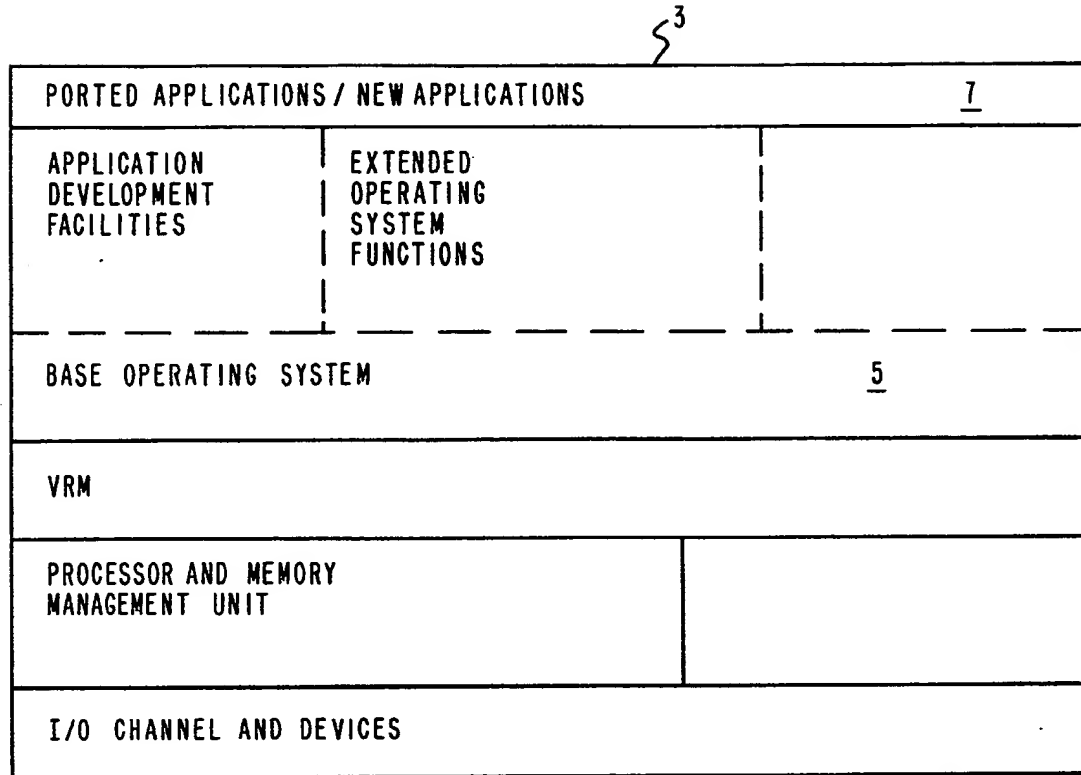 3
PORTED APPLICATIONS / NEW APPLICATIONS 7
APPLICATION
DEVELOPMENT
FACILITIES
EXTENDED
OPERATING
SYSTEM
FUNCTIONS
BASE OPERATING SYSTEM 5
VRM
PROCESSOR AND MEMORY
MANAGEMENT UNIT
I/O CHANNEL AND DEVICES